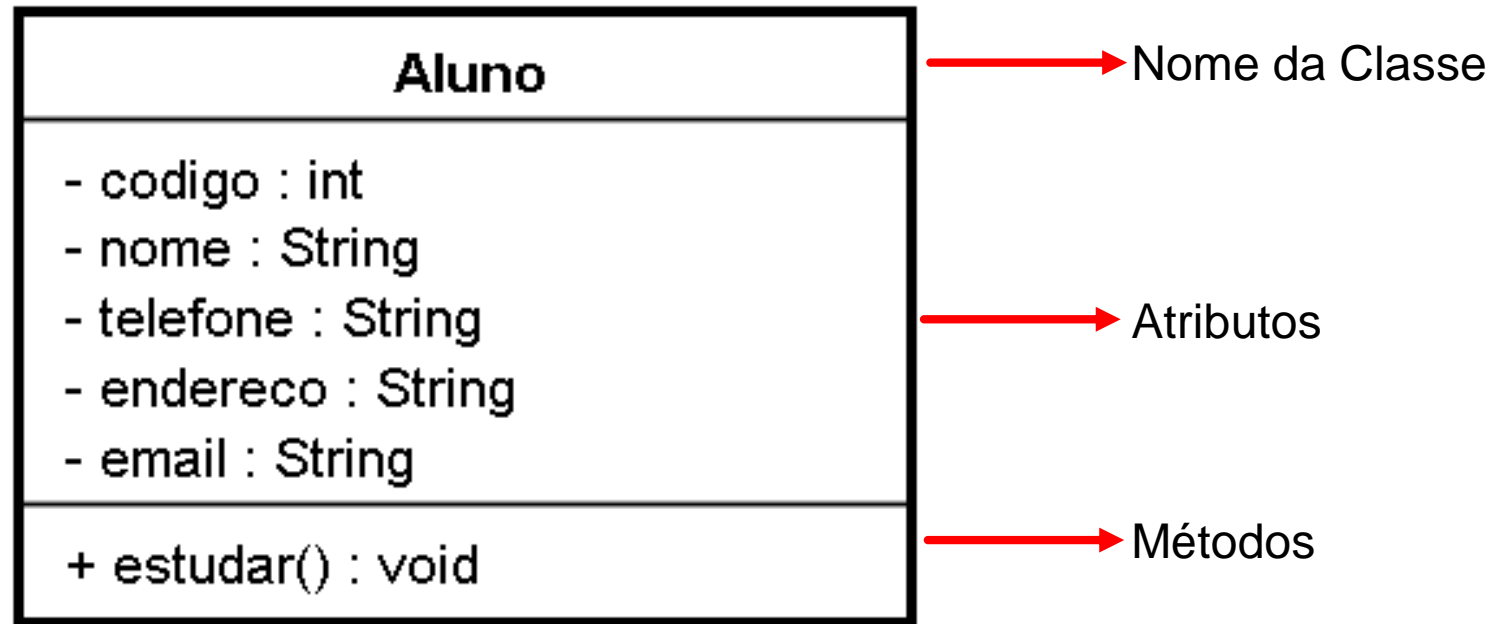 Aluno
Nome da Classe
- codigo : int
- nome : String
- telefone : String
Atributos
- endereco : String
- email : String
Métodos
+ estudar() : void